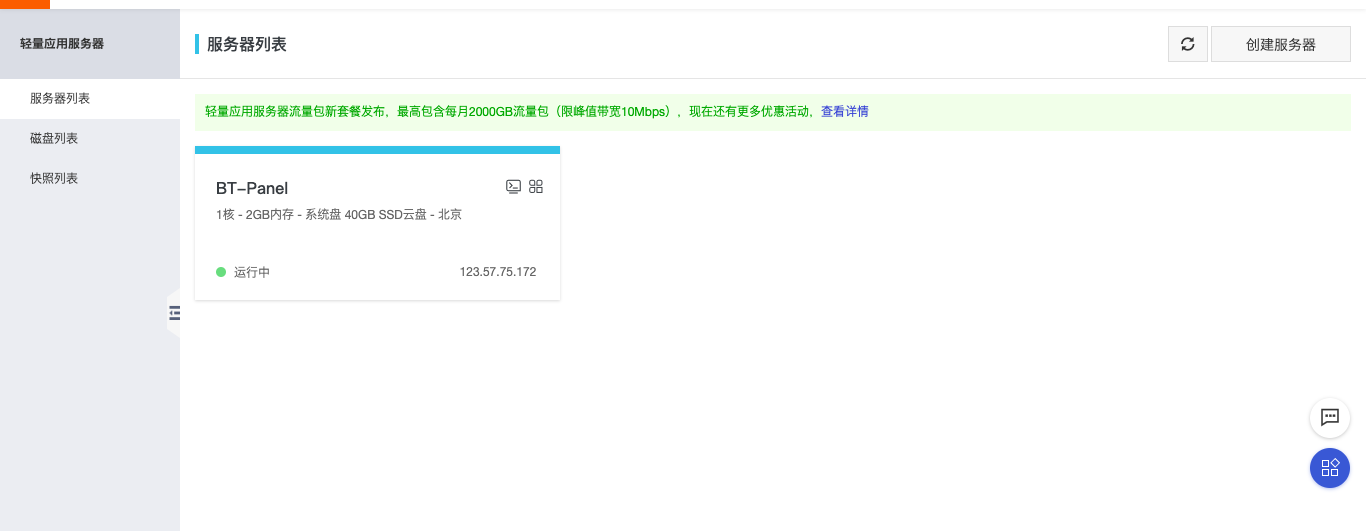 轻量应用服务器
服务器列表
创建服务器
服务器列表
磁盘列表
快照列表
轻量应用服务器流量包新套餐发布，最高包含每月2000GB流量包（限峰值带宽10Mbps），现在还有更多优惠活动，查看详情
BT-Panel
1核 - 2GB内存 - 系统盘 40GB SSD云盘 - 北京
运行中
123.57.75.172